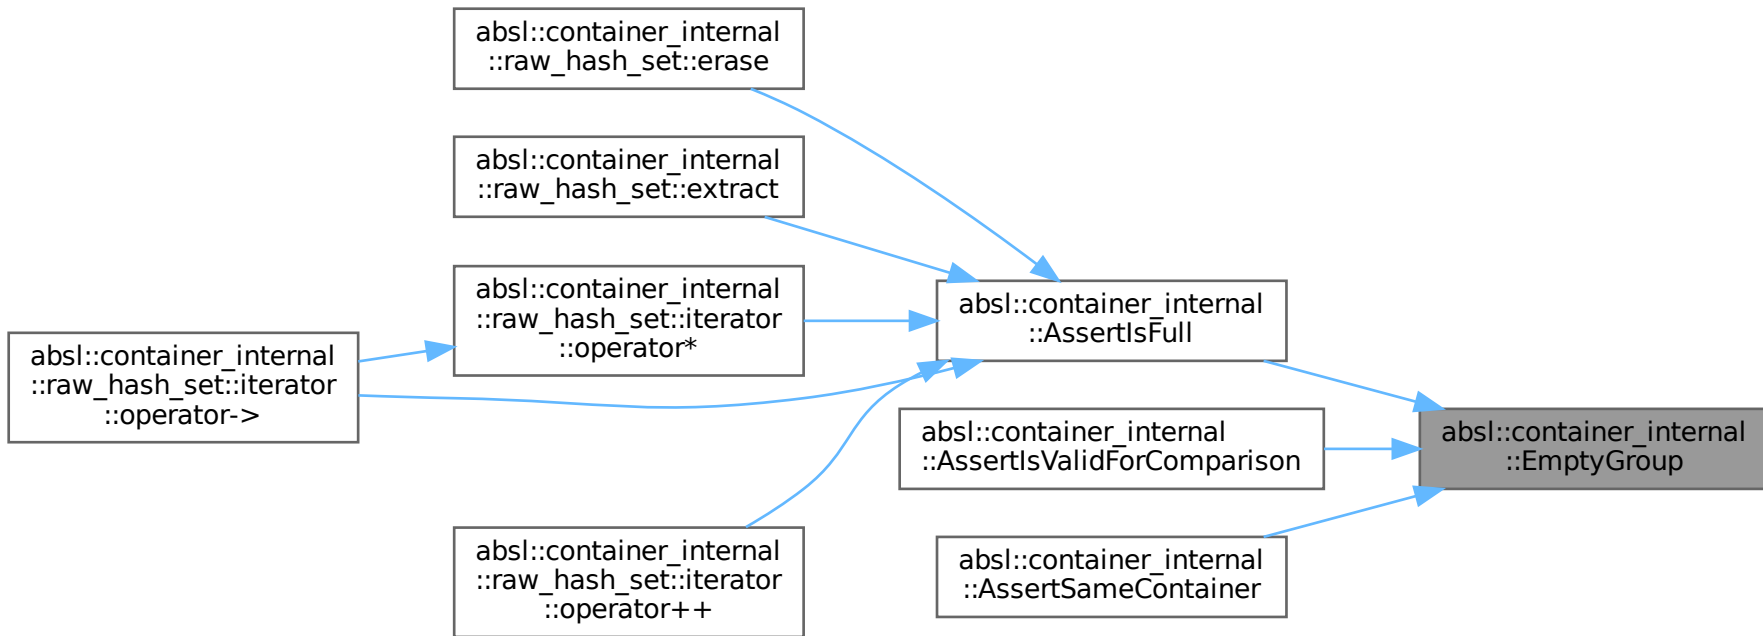 absl::container_internal
::raw_hash_set::erase
absl::container_internal
::raw_hash_set::extract
absl::container_internal
::raw_hash_set::iterator
::operator*
absl::container_internal
::AssertIsFull
absl::container_internal
::raw_hash_set::iterator
::operator->
absl::container_internal
::AssertIsValidForComparison
absl::container_internal
::EmptyGroup
absl::container_internal
::raw_hash_set::iterator
::operator++
absl::container_internal
::AssertSameContainer